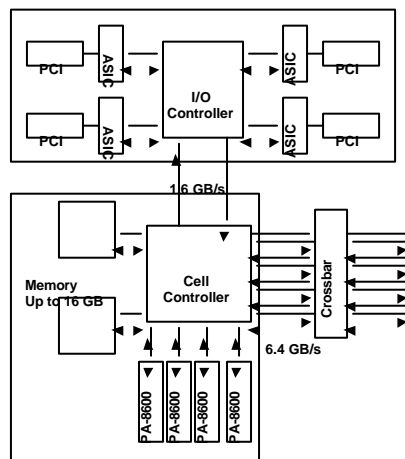 PCI
ASIC
I/O
Controller
ASIC
PCI
PCI
ASIC
ASIC
PCI
1.6 GB/s
Cell
Controller
Crossbar
Memory
Up to 16 GB
6.4 GB/s
PA-8600
PA-8600
PA-8600
PA-8600